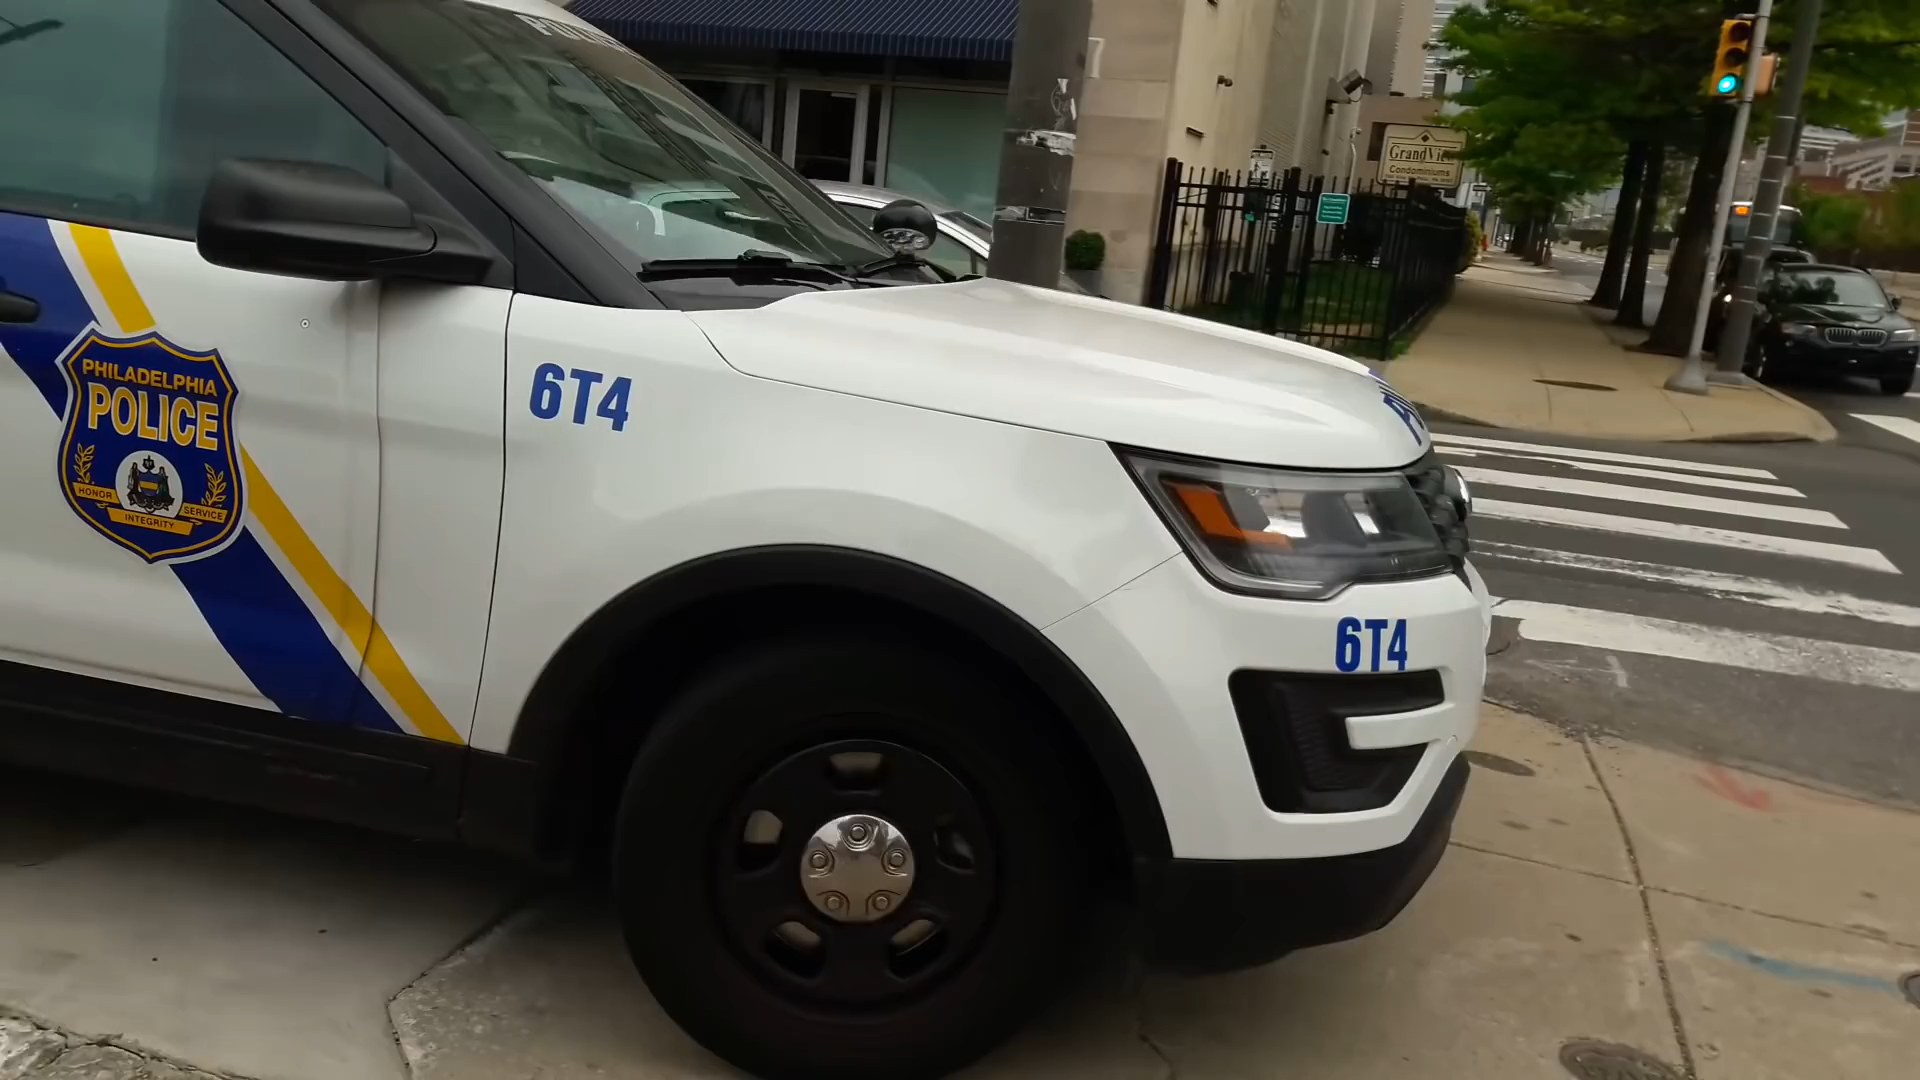 PHILADELPHIA
POLICE
HONOR
INTEGRITY
SERVICE
6T4
6T4
GrandView
Condominiums